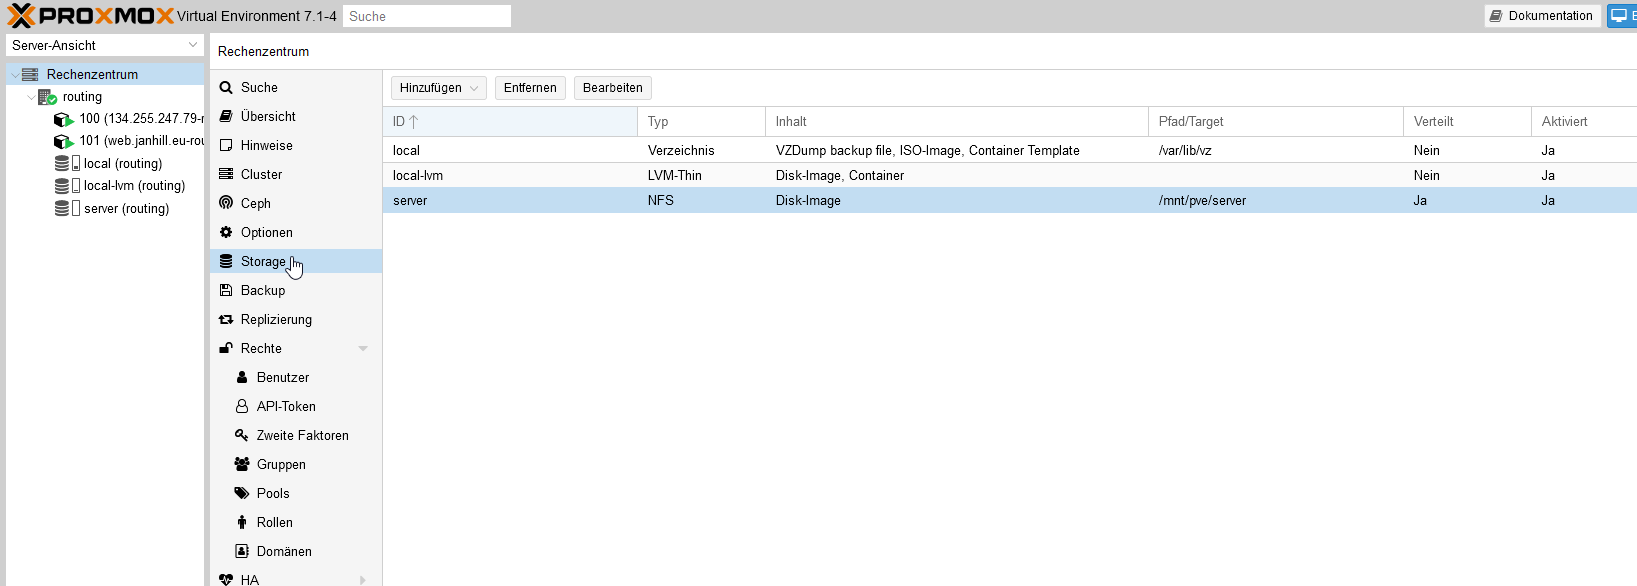 PROXMOX Virtual Environment 7.1-4 Suche Dokumentation E
Server-Ansicht
Rechenzentrum
routing
100 (134.255.247.79-r
101 (web.janhill.eu-rou
local (routing)
local-lvm (routing)
server (routing)
Rechenzentrum
Suche
Übersicht
Hinweise
Cluster
Ceph
Optionen
Storage
Backup
Replizierung
Rechte
Benutzer
API-Token
Zweite Faktoren
Gruppen
Pools
Rollen
Domänen
HA
Hinzufügen Entfernen Bearbeiten
ID Typ Inhalt Pfad/Target Verteilt Aktiviert
local Verzeichnis VZDump backup file, ISO-Image, Container Template /var/lib/vz Nein Ja
local-lvm LVM-Thin Disk-Image, Container Nein Ja
server NFS Disk-Image /mnt/pve/server Ja Ja